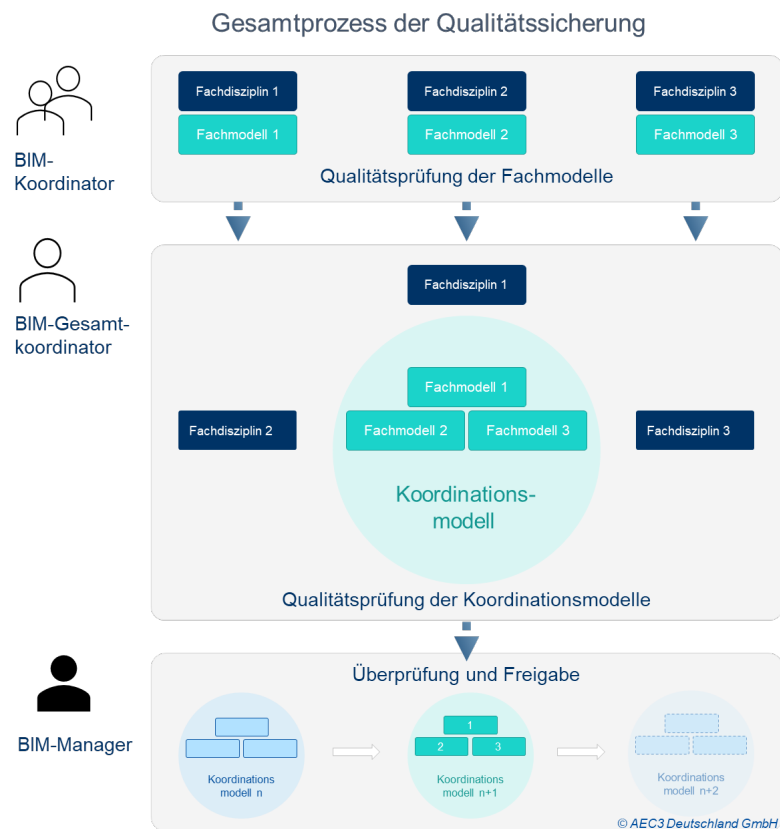 Gesamtprozess der Qualitätssicherung
BIM-
Koordinator
Fachdisziplin 1
Fachdisziplin 2
Fachdisziplin 3
Fachmodell 1
Fachmodell 2
Fachmodell 3
Qualitätsprüfung der Fachmodelle
BIM-Gesamt-
koordinator
Fachdisziplin 1
Fachmodell 1
Fachdisziplin 2
Fachmodell 2
Fachmodell 3
Fachdisziplin 3
Koordinations-
modell
Qualitätsprüfung der Koordinationsmodelle
BIM-Manager
Überprüfung und Freigabe
Koordinations
modell n
1
2
3
Koordinations
modell n+1
Koordinations
modell n+2
© AEC3 Deutschland GmbH